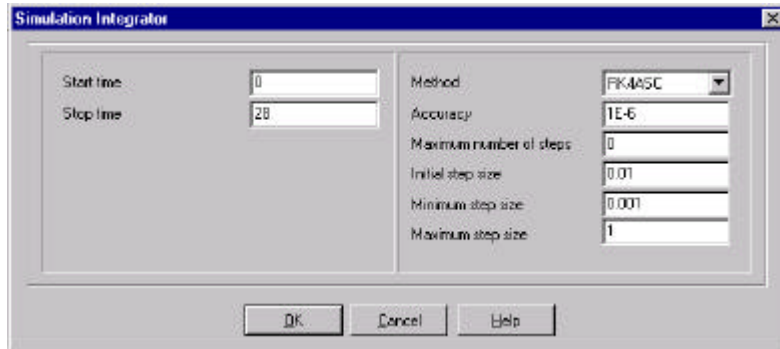 Simulation Integrator
Start time 0
Stop time 28
Method RK4ASC
Accuracy 1E-6
Maximum number of steps 0
Initial step size 0.01
Minimum step size 0.001
Maximum step size 1
OK Cancel Help